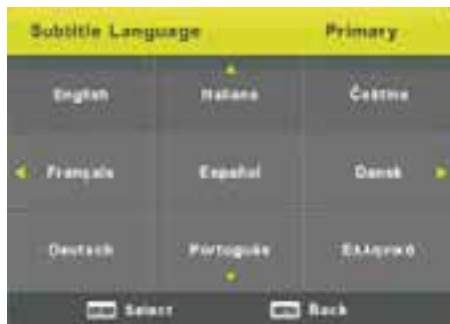 Subtitle Language Primary
English Italiano Čeština
Français Español Dansk
Deutsch Português Ελληνικά
Select Back